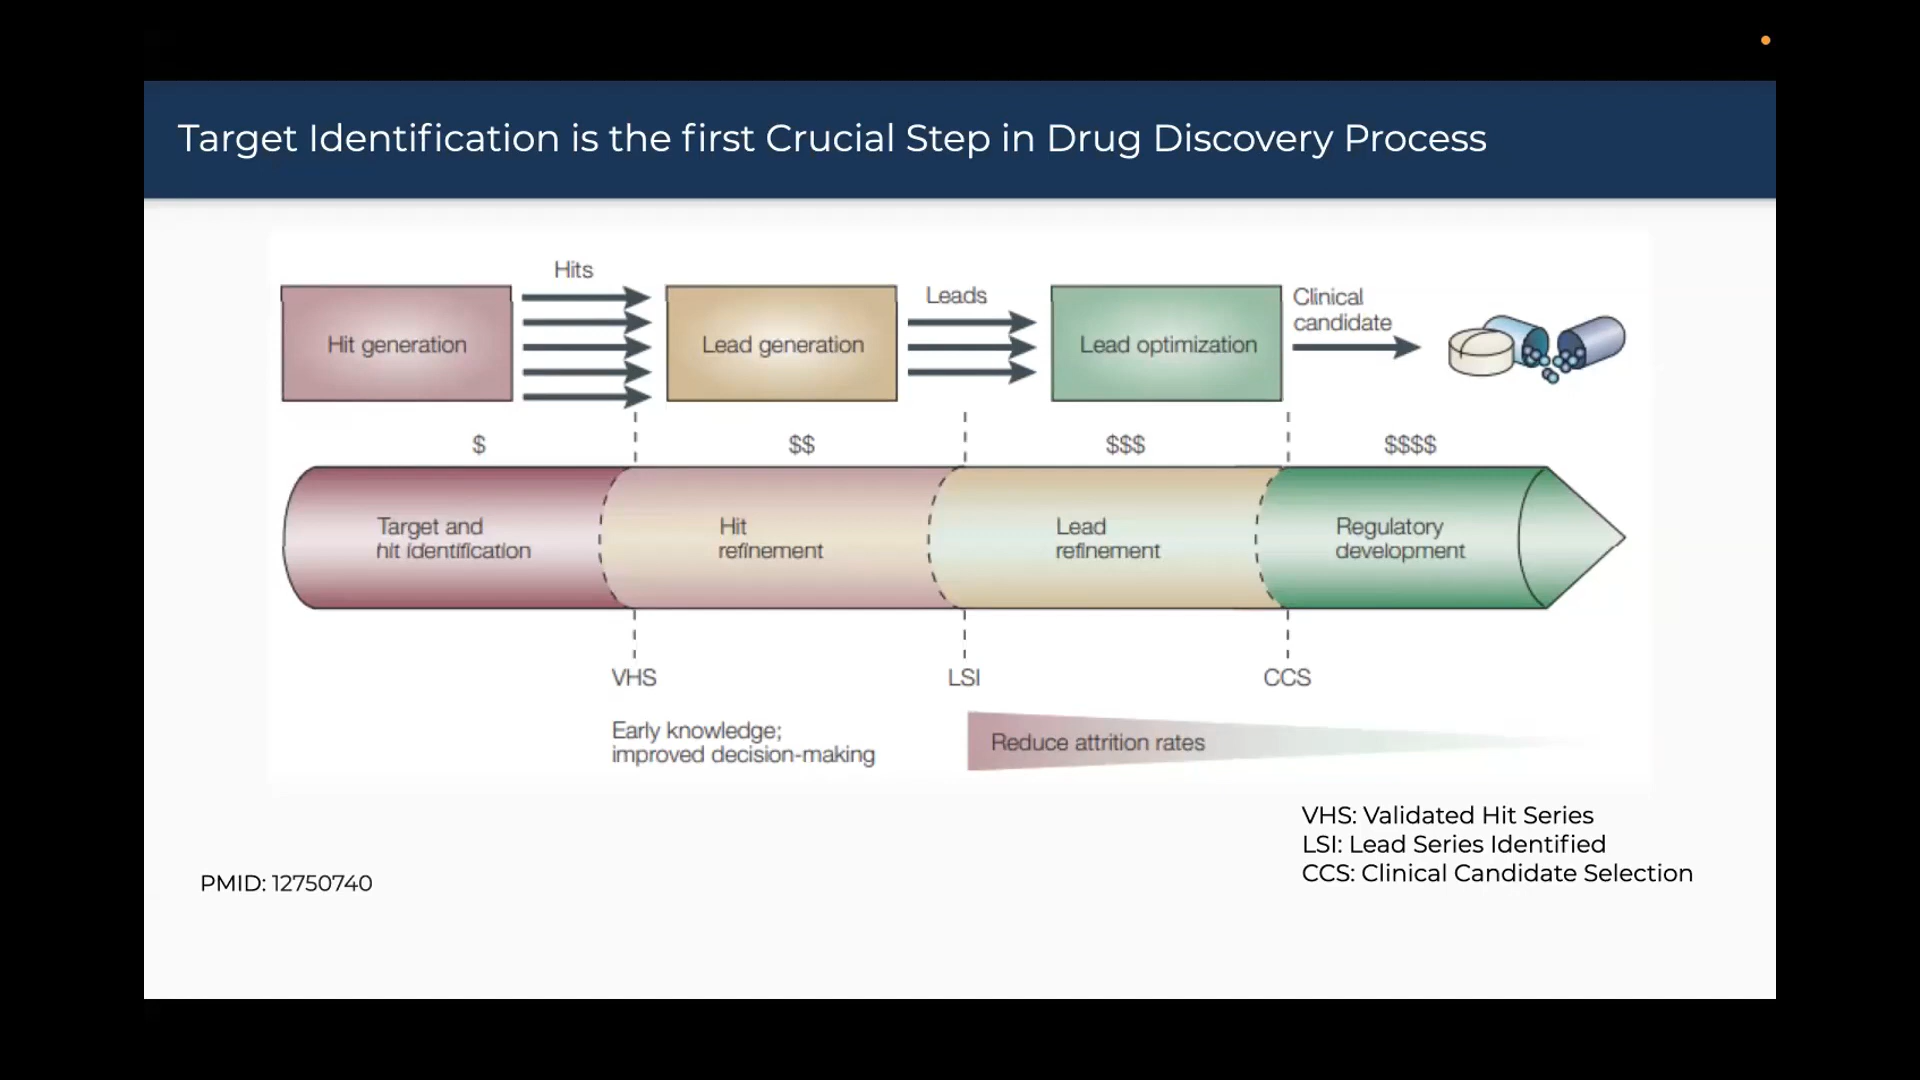 Target Identification is the first Crucial Step in Drug Discovery Process
Hits
Leads
Clinical
candidate
Hit generation
Lead generation
Lead optimization
$
$$
$$$
$$$$
Target and
hit identification
Hit
refinement
Lead
refinement
Regulatory
development
VHS
LSI
CCS
Early knowledge;
improved decision-making
Reduce attrition rates
VHS: Validated Hit Series
LSI: Lead Series Identified
CCS: Clinical Candidate Selection
PMID: 12750740